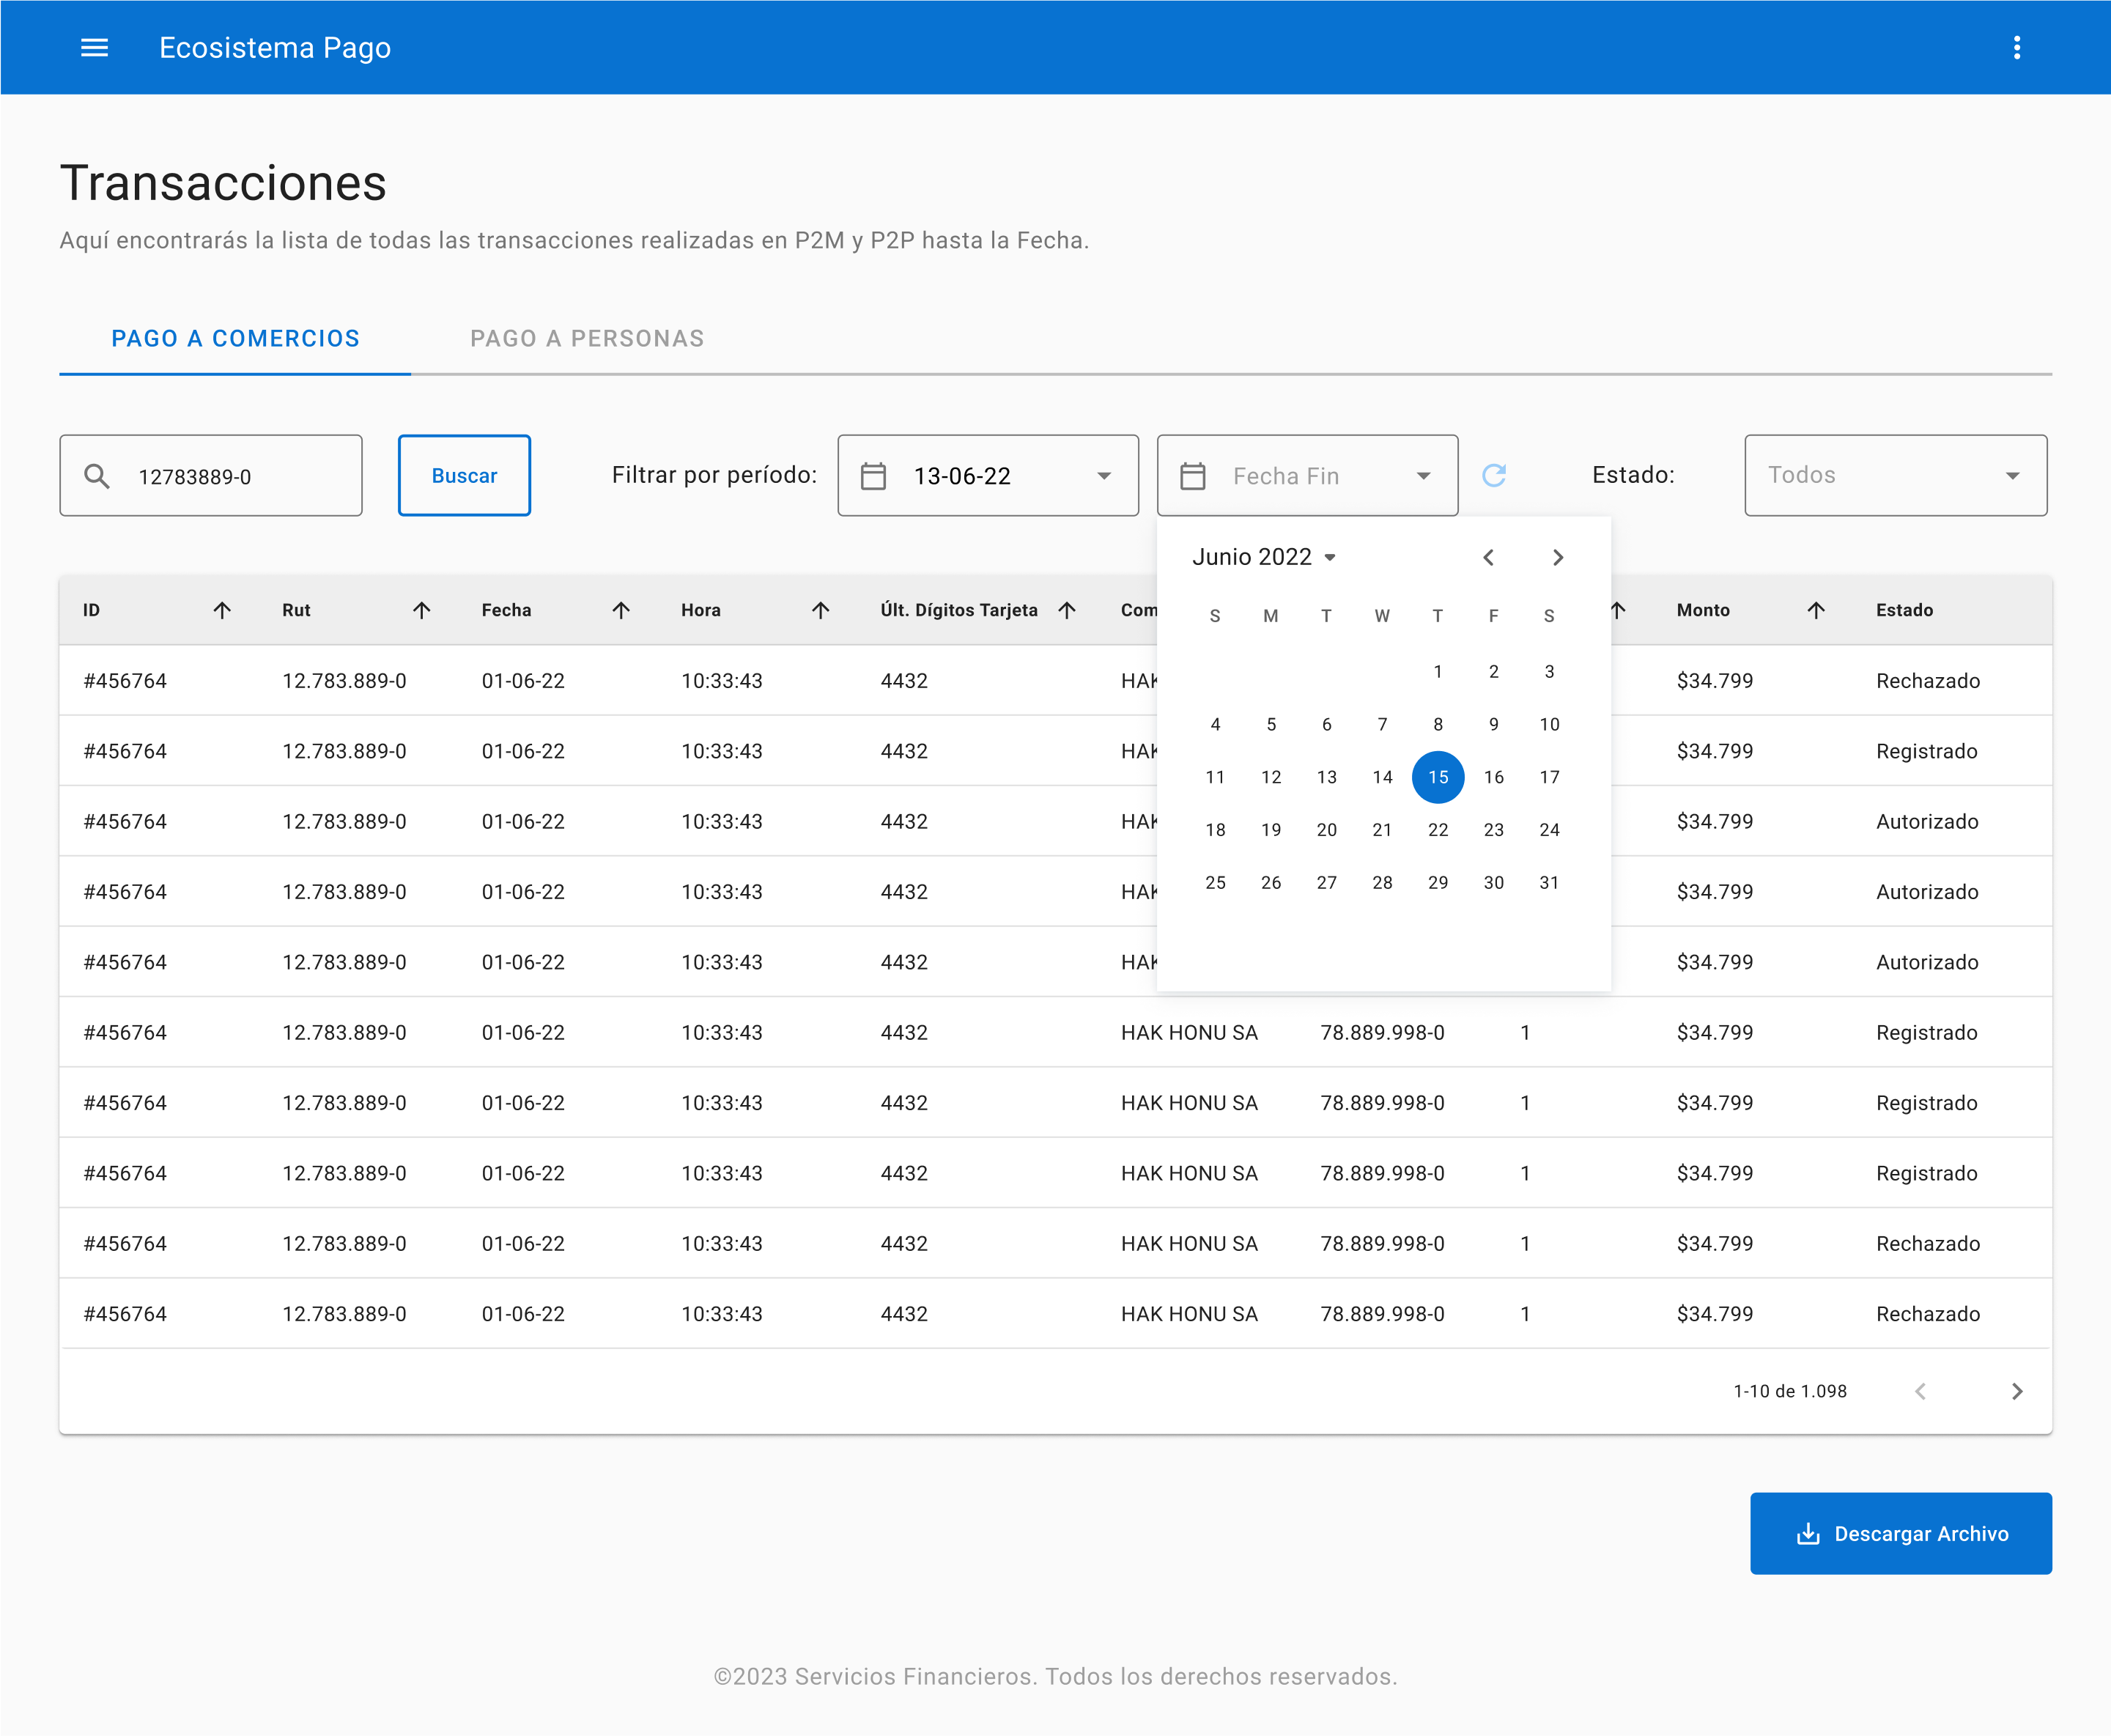 Ecosistema Pago
Transacciones
Aquí encontrarás la lista de todas las transacciones realizadas en P2M y P2P hasta la Fecha.
PAGO A COMERCIOS PAGO A PERSONAS
12783889-0 Buscar Filtrar por período: 13-06-22 Fecha Fin Estado: Todos
Junio 2022
S M T W T F S
1 2 3
4 5 6 7 8 9 10
11 12 13 14 15 16 17
18 19 20 21 22 23 24
25 26 27 28 29 30 31
ID Rut Fecha Hora Últ. Dígitos Tarjeta Com Monto Estado
#456764 12.783.889-0 01-06-22 10:33:43 4432 HAK $34.799 Rechazado
#456764 12.783.889-0 01-06-22 10:33:43 4432 HAK $34.799 Registrado
#456764 12.783.889-0 01-06-22 10:33:43 4432 HAK $34.799 Autorizado
#456764 12.783.889-0 01-06-22 10:33:43 4432 HAK $34.799 Autorizado
#456764 12.783.889-0 01-06-22 10:33:43 4432 HAK $34.799 Autorizado
#456764 12.783.889-0 01-06-22 10:33:43 4432 HAK HONU SA 78.889.998-0 1 $34.799 Registrado
#456764 12.783.889-0 01-06-22 10:33:43 4432 HAK HONU SA 78.889.998-0 1 $34.799 Registrado
#456764 12.783.889-0 01-06-22 10:33:43 4432 HAK HONU SA 78.889.998-0 1 $34.799 Registrado
#456764 12.783.889-0 01-06-22 10:33:43 4432 HAK HONU SA 78.889.998-0 1 $34.799 Rechazado
#456764 12.783.889-0 01-06-22 10:33:43 4432 HAK HONU SA 78.889.998-0 1 $34.799 Rechazado
1-10 de 1.098
Descargar Archivo
©2023 Servicios Financieros. Todos los derechos reservados.